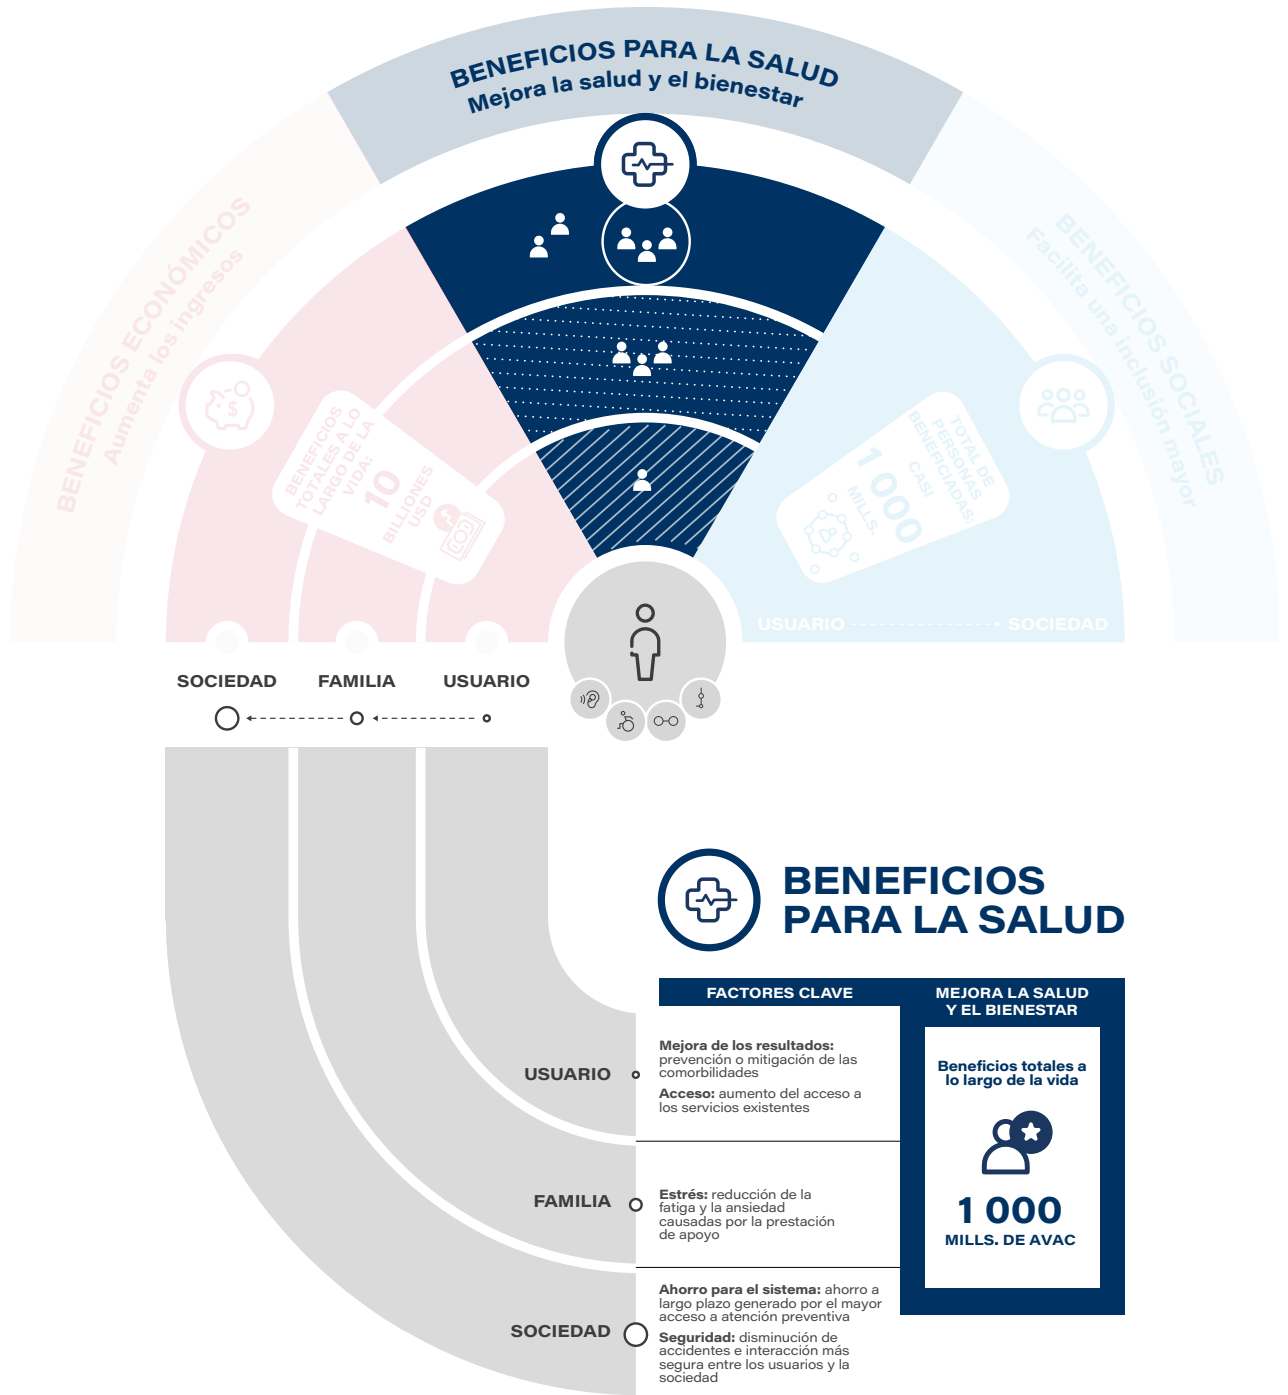 BENEFICIOS PARA LA SALUD
Mejora la salud y el bienestar
BENEFICIOS ECONÓMICOS
Aumenta los ingresos
BENEFICIOS SOCIALES
Facilita una inclusión mayor
$
BENEFICIOS
TOTALES A LO
LARGO DE LA
VIDA:
10
BILLIONES
USD
TOTAL DE
PERSONAS
BENEFICIADAS:
CASI
1 000
MILLS.
USUARIO
SOCIEDAD
SOCIEDAD
FAMILIA
USUARIO
BENEFICIOS
PARA LA SALUD
FACTORES CLAVE
MEJORA LA SALUD
Y EL BIENESTAR
USUARIO
Mejora de los resultados:
prevención o mitigación de las
comorbilidades
Acceso: aumento del acceso a
los servicios existentes
FAMILIA
Estrés: reducción de la
fatiga y la ansiedad
causadas por la prestación
de apoyo
SOCIEDAD
Ahorro para el sistema: ahorro a
largo plazo generado por el mayor
acceso a atención preventiva
Seguridad: disminución de
accidentes e interacción más
segura entre los usuarios y la
sociedad
Beneficios totales a
lo largo de la vida
1 000
MILLS. DE AVAC